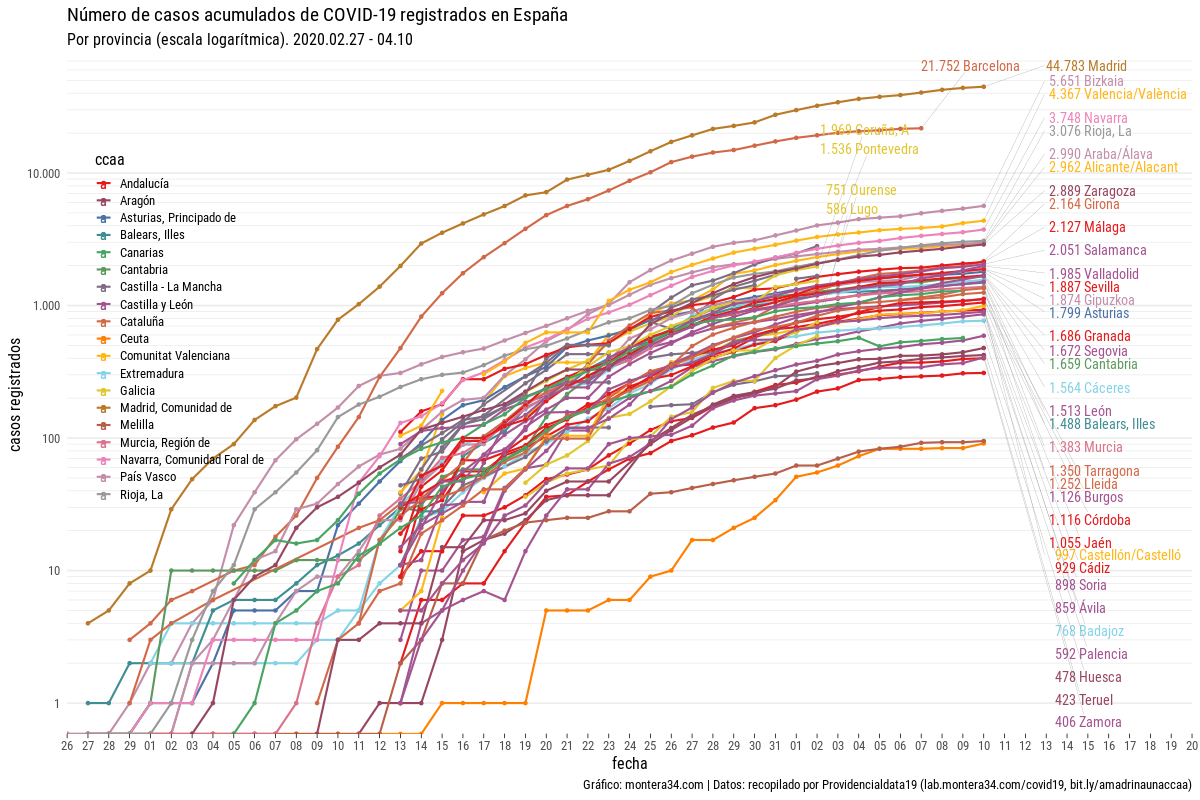 Número de casos acumulados de COVID-19 registrados en España
Por provincia (escala logarítmica). 2020.02.27 - 04.10
21.752 Barcelona
44.783 Madrid
5.651 Bizkaia
4.367 Valencia/València
3.748 Navarra
3.076 Rioja, La
1.969 Coruña, A
1.536 Pontevedra
2.990 Araba/Álava
2.962 Alicante/Alacant
751 Ourense
586 Lugo
2.889 Zaragoza
2.164 Girona
2.127 Málaga
2.051 Salamanca
1.985 Valladolid
1.887 Sevilla
1.874 Gipuzkoa
1.799 Asturias
1.686 Granada
1.672 Segovia
1.659 Cantabria
1.564 Cáceres
1.513 León
1.488 Balears, Illes
1.383 Murcia
1.350 Tarragona
1.252 Lleida
1.126 Burgos
1.116 Córdoba
1.055 Jaén
997 Castellón/Castelló
929 Cádiz
898 Soria
859 Ávila
768 Badajoz
592 Palencia
478 Huesca
423 Teruel
406 Zamora
ccaa
Andalucía
Aragón
Asturias, Principado de
Balears, Illes
Canarias
Cantabria
Castilla - La Mancha
Castilla y León
Cataluña
Ceuta
Comunitat Valenciana
Extremadura
Galicia
Madrid, Comunidad de
Melilla
Murcia, Región de
Navarra, Comunidad Foral de
País Vasco
Rioja, La
casos registrados
10.000
1.000
100
10
1
26 27 28 29 01 02 03 04 05 06 07 08 09 10 11 12 13 14 15 16 17 18 19 20 21 22 23 24 25 26 27 28 29 30 31 01 02 03 04 05 06 07 08 09 10 11 12 13 14 15 16 17 18 19 20
fecha
Gráfico: montera34.com | Datos: recopilado por Providencialdata19 (lab.montera34.com/covid19, bit.ly/amadrinaunaccaa)